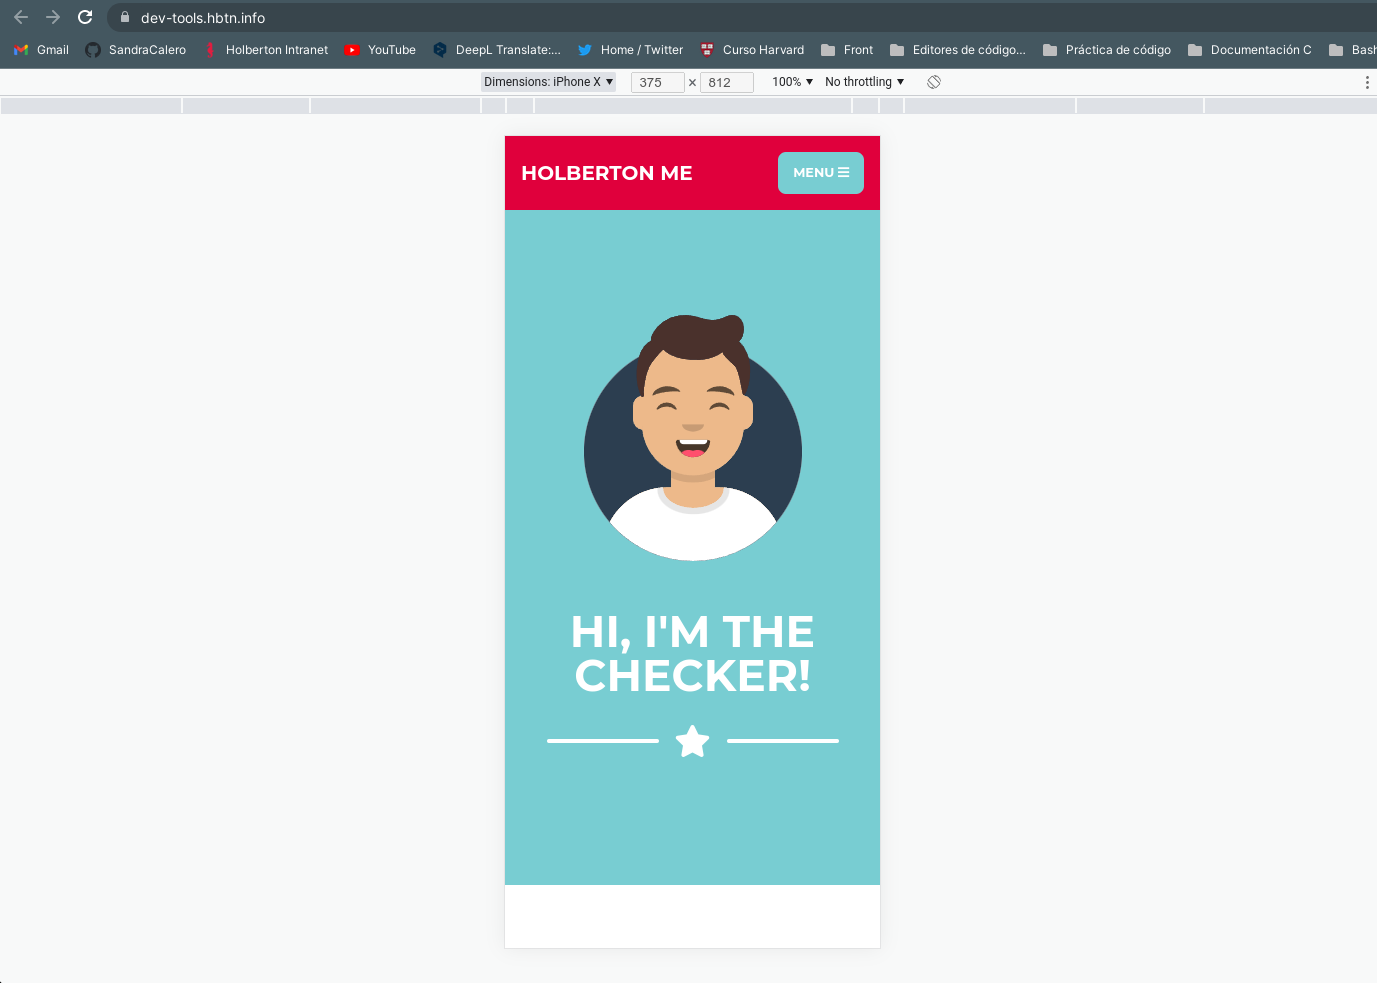 dev-tools.hbtn.info
Gmail SandraCalero Holberton Intranet YouTube DeepL Translate:... Home / Twitter Curso Harvard Front Editores de código... Práctica de código Documentación C Bash
Dimensions: iPhone X 375 × 812 100% No throttling
HOLBERTON ME MENU
HI, I'M THE
CHECKER!